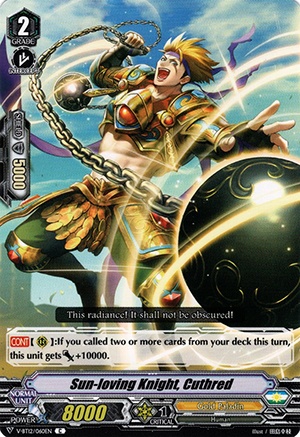 2
GRADE
INTERCEPT
SHIELD
5000
This radiance! It shall not be obscured!
CONT [ ]:If you called two or more cards from your deck this turn,
this unit gets +10000.
Sun-loving Knight, Cutbred
NORMAL
UNIT
POWER
8000
1
CRITICAL
Gold Paladin
Human
V-BT12/060EN C
Illust /